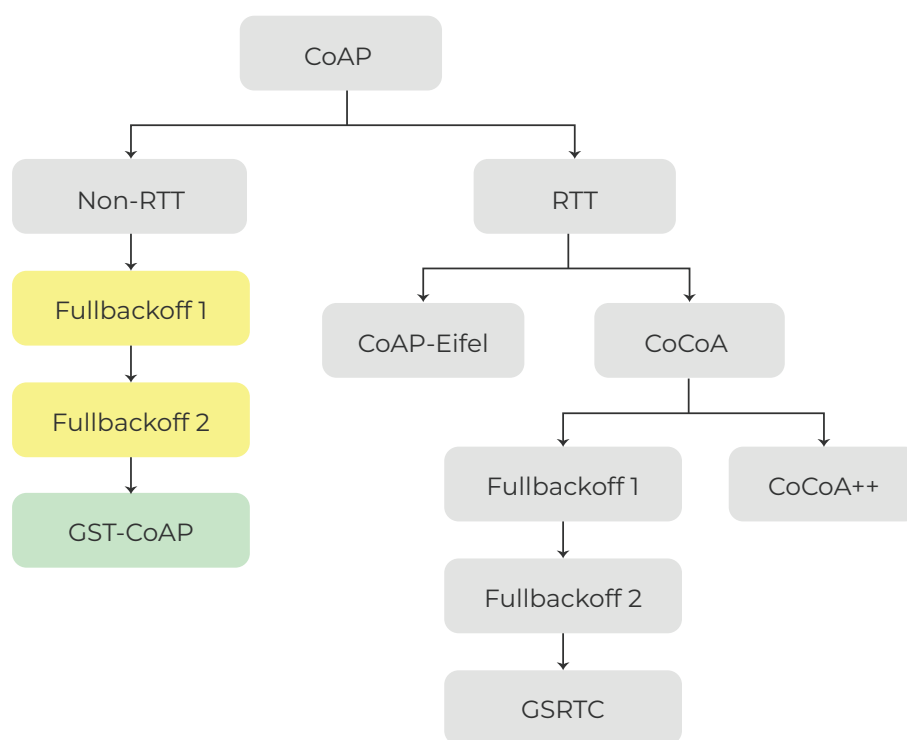 CoAP
Non-RTT
RTT
Fullbackoff 1
CoAP-Eifel
CoCoA
Fullbackoff 2
Fullbackoff 1
CoCoA++
GST-CoAP
Fullbackoff 2
GSRTC